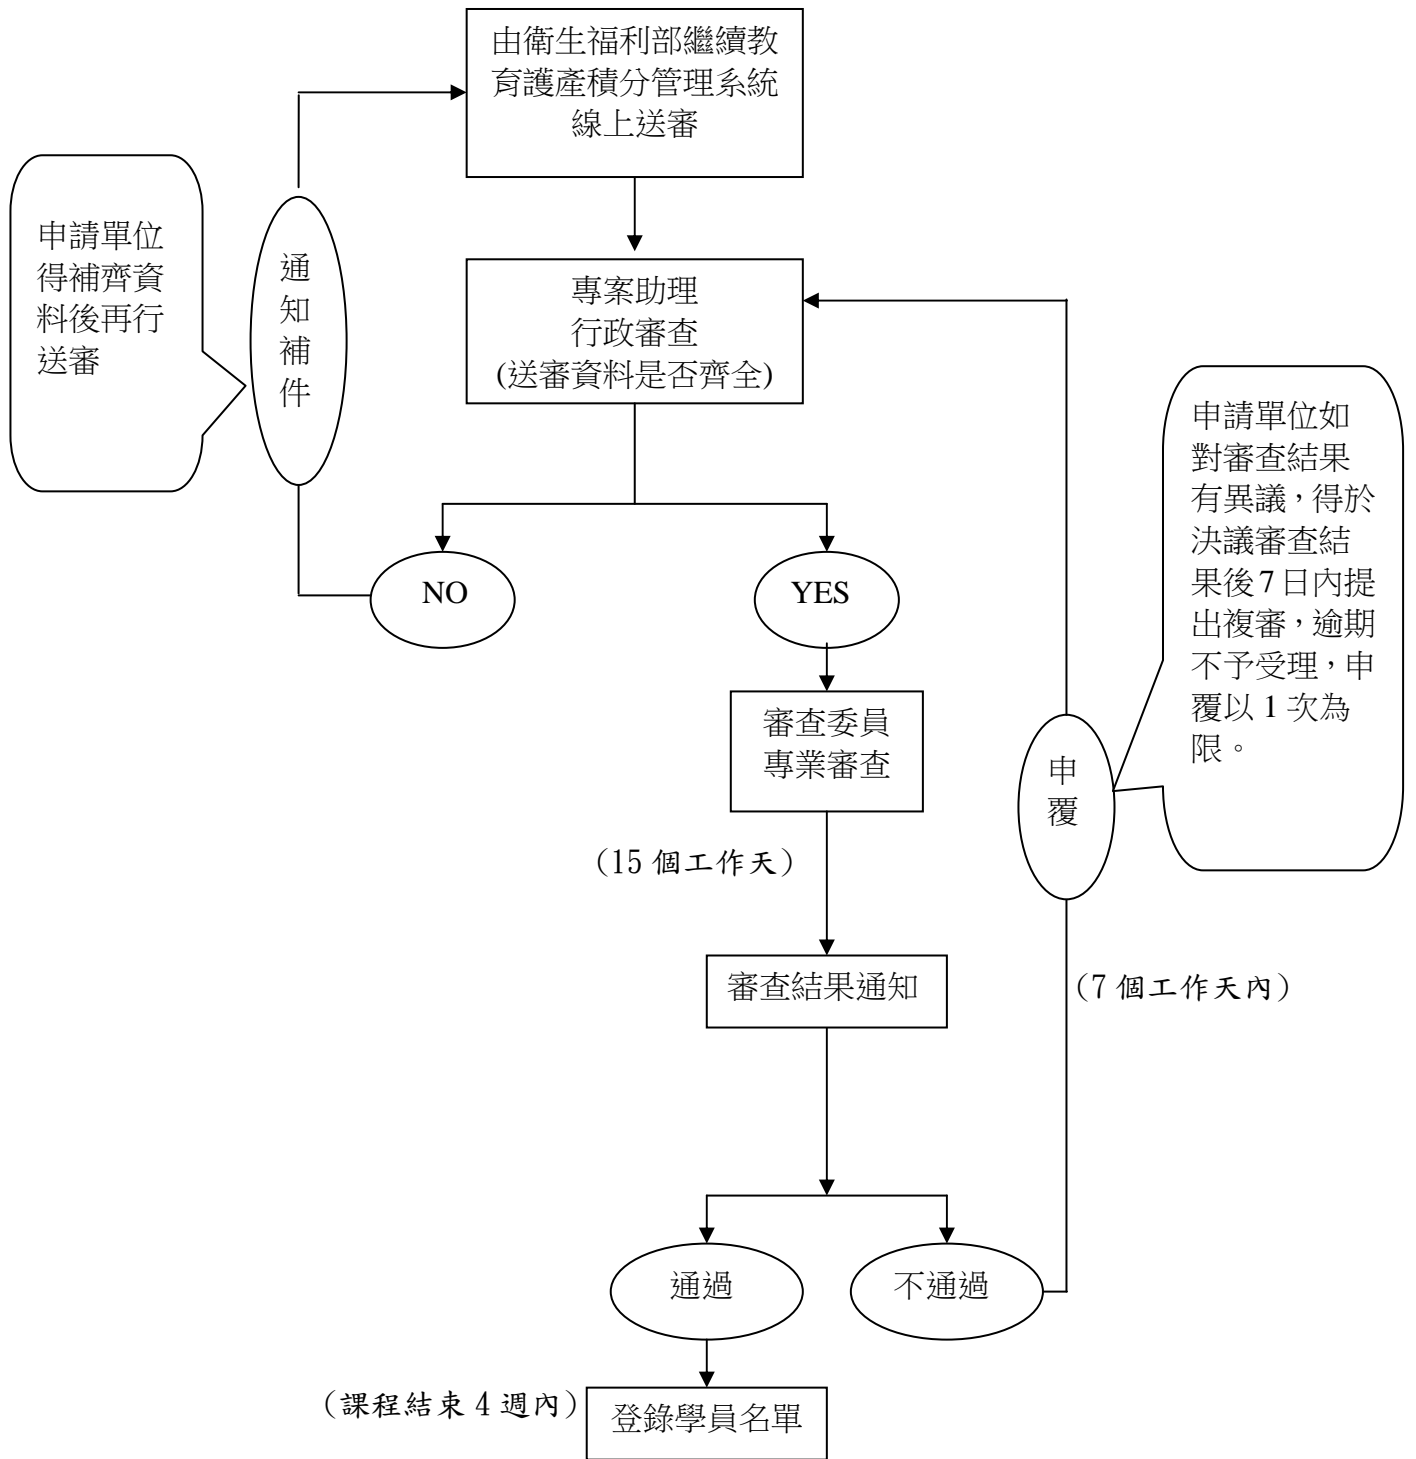 由衛生福利部繼續教
育護產積分管理系統
線上送審
申請單位
得補齊資
料後再行
送審
通
知
補
件
專案助理
行政審查
(送審資料是否齊全)
申請單位如
對審查結果
有異議，得於
決議審查結
果後 7 日內提
出複審，逾期
不予受理，申
覆以 1 次為
限。
NO
YES
審查委員
專業審查
申
覆
（15 個工作天）
審查結果通知
（7 個工作天內）
通過
不通過
（課程結束 4 週內）
登錄學員名單